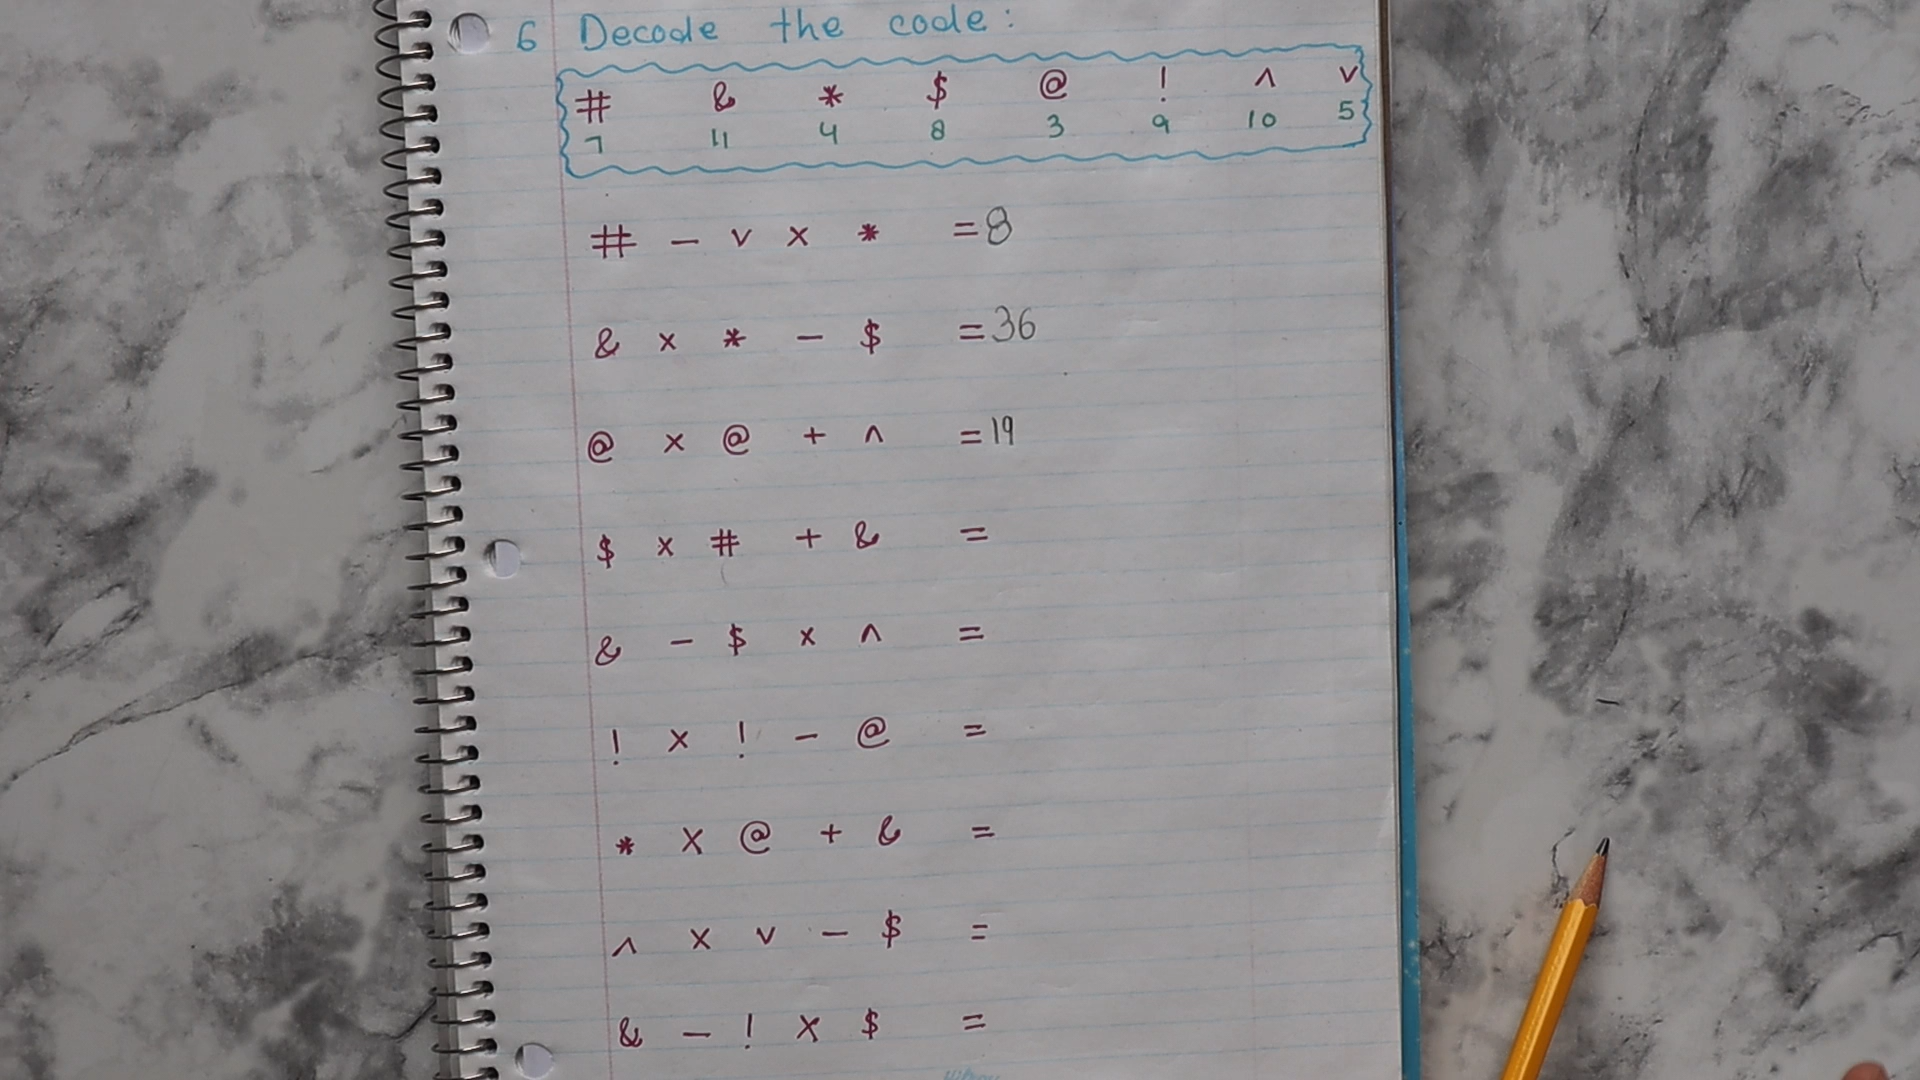 6 Decode the code:
# & * $ @ ! ^ v
7 11 4 8 3 9 10 5
# - v x * = 8
& x * - $ = 36
@ x @ + ^ = 19
$ x # + & =
& - $ x ^ =
! x ! - @ =
* x @ + & =
^ x v - $ =
& - ! x $ =